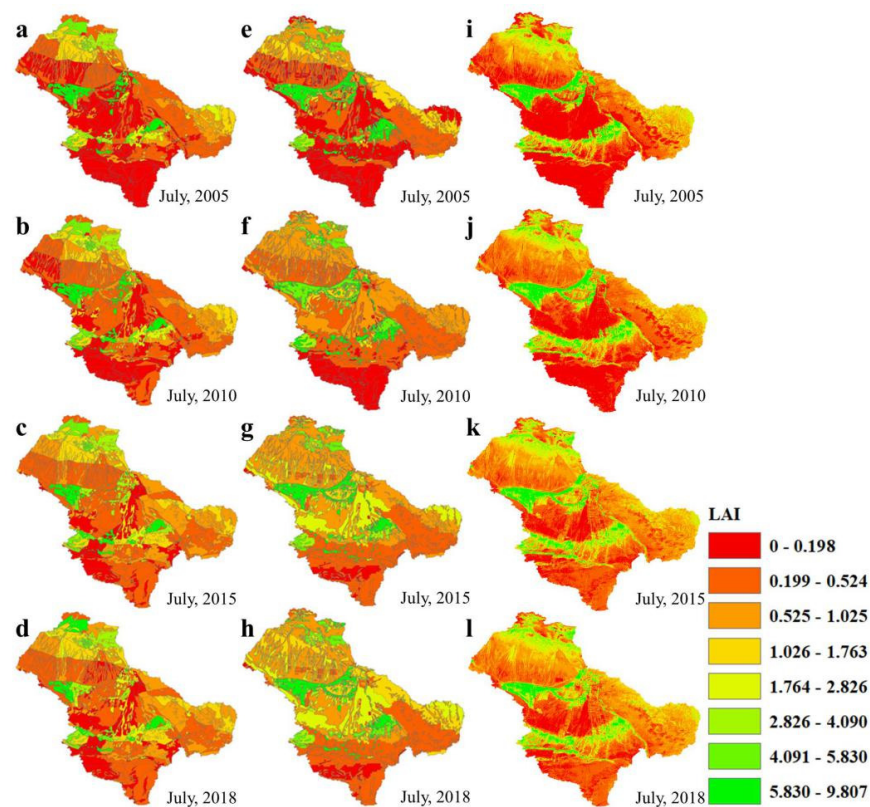 a e i
July, 2005 July, 2005 July, 2005
b f j
July, 2010 July, 2010 July, 2010
c g k
July, 2015 July, 2015 July, 2015
d h l
July, 2018 July, 2018 July, 2018
LAI
0 - 0.198
0.199 - 0.524
0.525 - 1.025
1.026 - 1.763
1.764 - 2.826
2.826 - 4.090
4.091 - 5.830
5.830 - 9.807